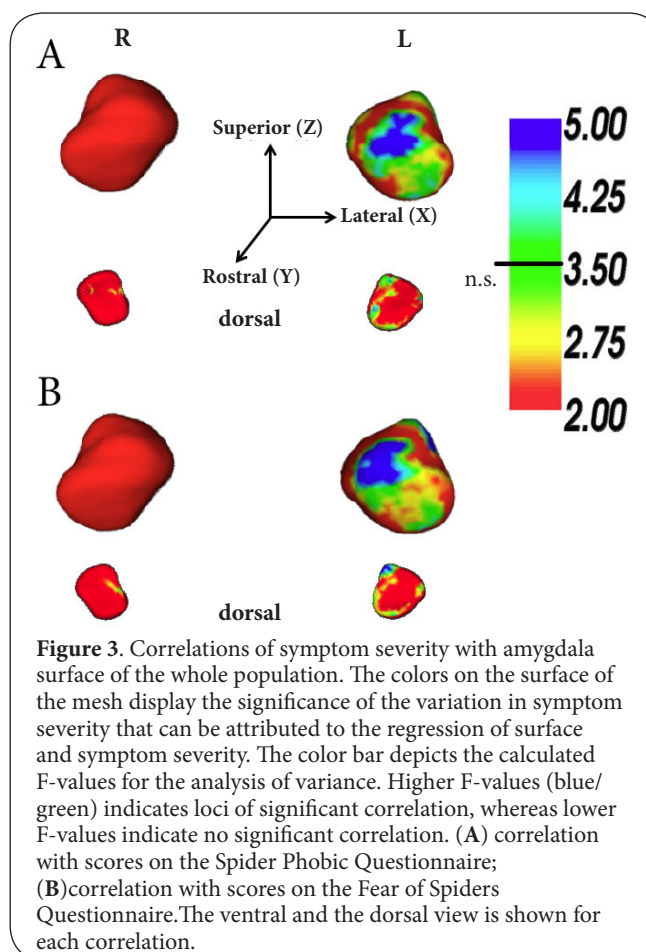 R
L
A
Superior (Z)
Lateral (X)
Rostral (Y)
dorsal
5.00
4.25
3.50
n.s.
2.75
2.00
B
dorsal
Figure 3. Correlations of symptom severity with amygdala
surface of the whole population. The colors on the surface of
the mesh display the significance of the variation in symptom
severity that can be attributed to the regression of surface
and symptom severity. The color bar depicts the calculated
F-values for the analysis of variance. Higher F-values (blue/
green) indicates loci of significant correlation, whereas lower
F-values indicate no significant correlation. (A) correlation
with scores on the Spider Phobic Questionnaire;
(B)correlation with scores on the Fear of Spiders
Questionnaire.The ventral and the dorsal view is shown for
each correlation.